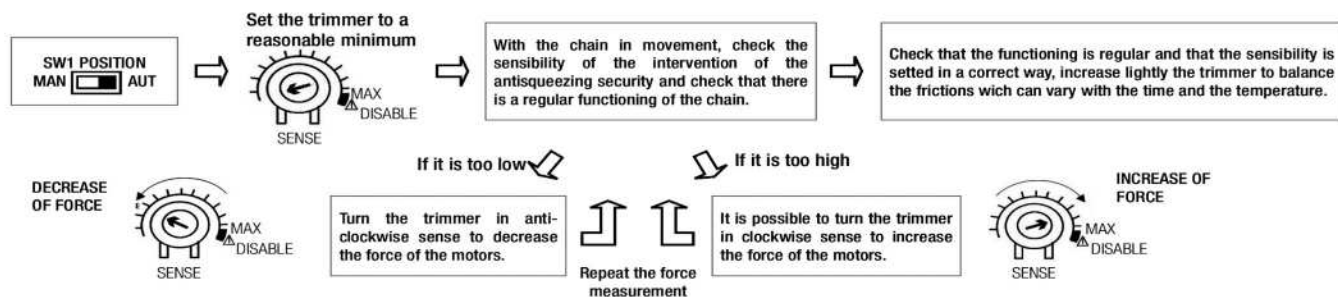 Set the trimmer to a
reasonable minimum
SW1 POSITION
MAN AUT
MAX
DISABLE
SENSE
With the chain in movement, check the
sensibility of the intervention of the
antisqueezing security and check that there
is a regular functioning of the chain.
Check that the functioning is regular and that the sensibility is
setted in a correct way, increase lightly the trimmer to balance
the frictions wich can vary with the time and the temperature.
If it is too low
If it is too high
DECREASE
OF FORCE
MAX
DISABLE
SENSE
Turn the trimmer in anti-
clockwise sense to decrease
the force of the motors.
Repeat the force
measurement
It is possible to turn the trimmer
in clockwise sense to increase
the force of the motors.
INCREASE OF
FORCE
MAX
DISABLE
SENSE